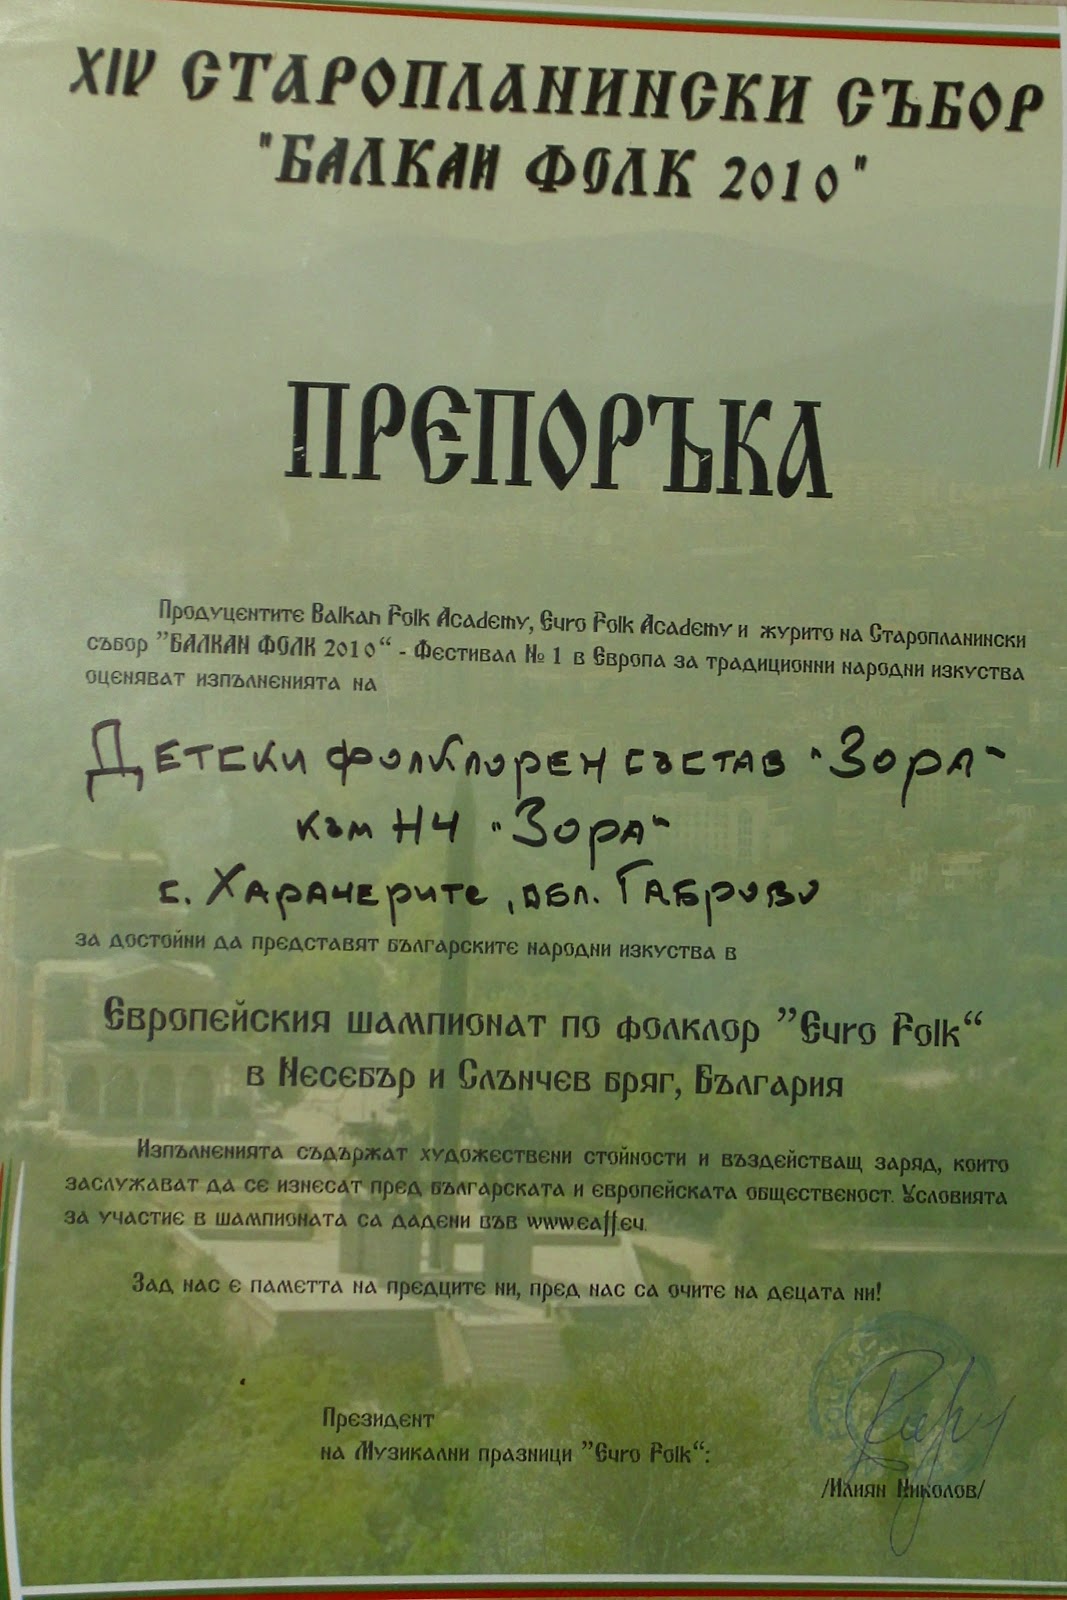 XIV СТАРОПЛАНИНСКИ СЪБОР
"БАЛКАН ФОЛК 2010"
ПРЕПОРЪКА
Продуцентите Balkan Folk Academy, Euro Folk Academy и журито на Старопланински
събор "БАЛКАН ФОЛК 2010" - Фестивал № 1 в Европа за традиционни народни изкуства
оценяват изпълненията на
Детски фолклорен състав "Зора"
към НЧ "Зора"
с. Харачерите, обл. Габрово
за достойни да представят българските народни изкуства в
Европейския шампионат по фолклор "Euro Folk"
в Несебър и Слънчев бряг, България
Изпълненията съдържат художествени стойности и въздействащ заряд, които
заслужават да се изнесат пред българската и европейската общественост. Условията
за участие в шампионата са дадени във www.eaff.eu.
Зад нас е паметта на предците ни, пред нас са очите на децата ни!
Президент
на Музикални празници "Euro Folk":
/Илиян Николов/